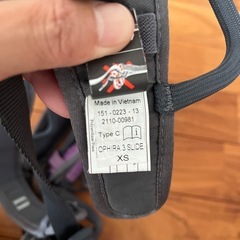 Made in Vietnam
151 - 0223 - 13
2110-00981
Type C
OPHIRA 3 SLIDE
XS